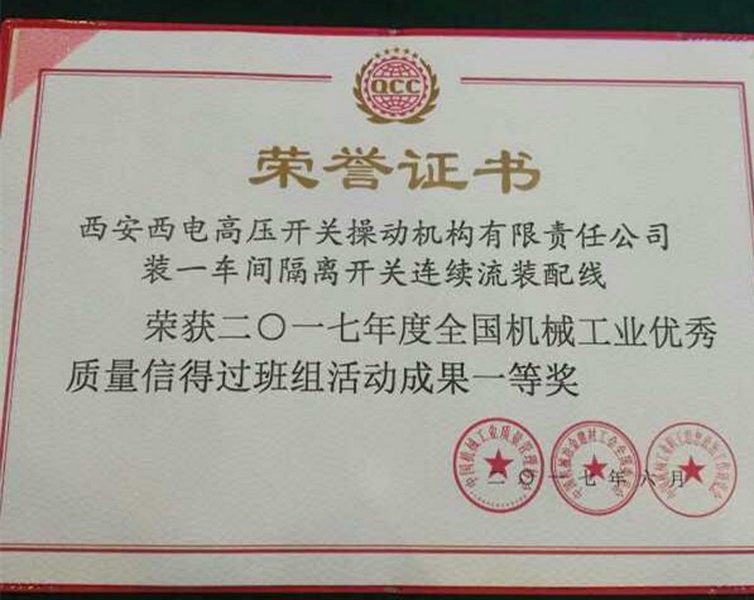 QCC
荣誉证书
西安西电高压开关操动机构有限责任公司
装一车间隔离开关连续流装配线
荣获二〇一七年度全国机械工业优秀
质量信得过班组活动成果一等奖
二〇一七年六月